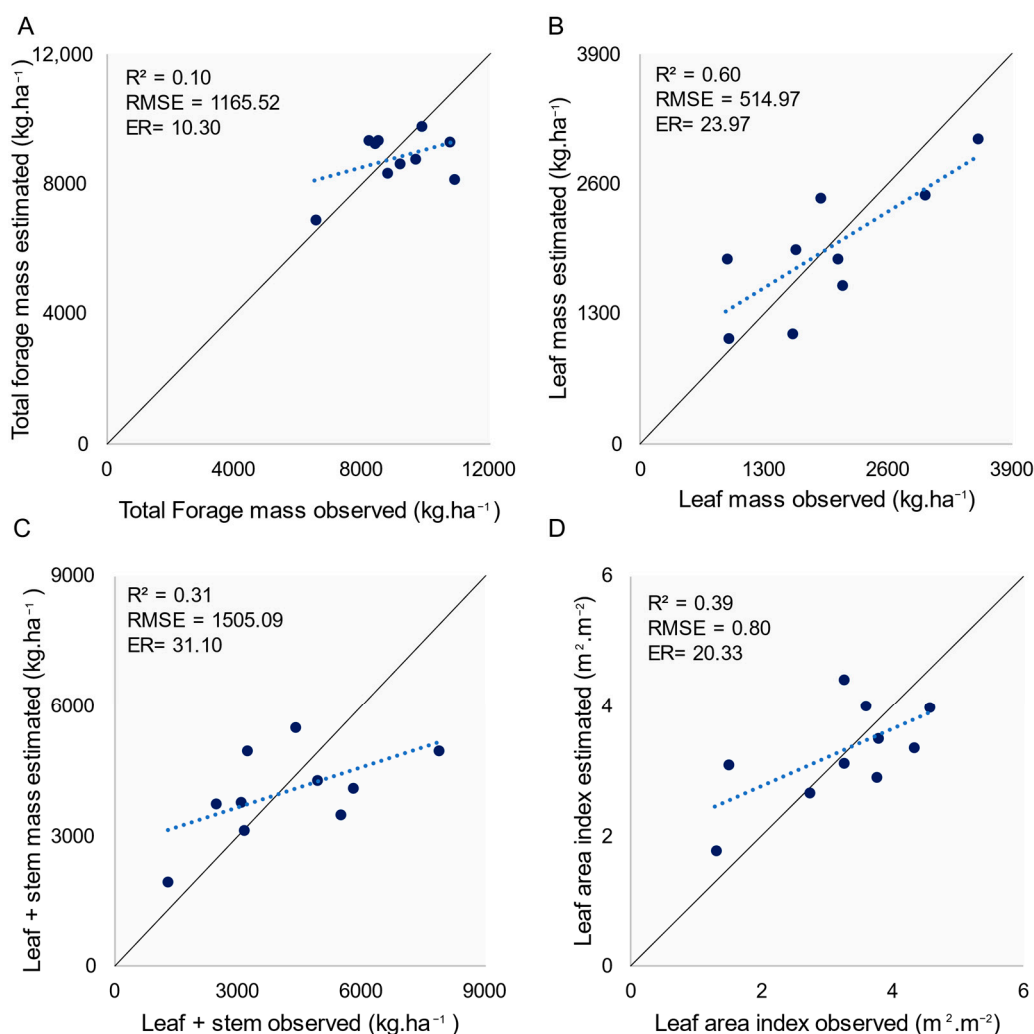 A
Total forage mass estimated (kg.ha⁻¹)
12,000
8000
4000
0
R² = 0.10
RMSE = 1165.52
ER= 10.30
0 4000 8000 12000
Total Forage mass observed (kg.ha⁻¹)
B
Leaf mass estimated (kg.ha⁻¹)
3900
2600
1300
0
R² = 0.60
RMSE = 514.97
ER= 23.97
0 1300 2600 3900
Leaf mass observed (kg.ha⁻¹)
C
Leaf + stem mass estimated (kg.ha⁻¹ )
9000
6000
3000
0
R² = 0.31
RMSE = 1505.09
ER= 31.10
0 3000 6000 9000
Leaf + stem observed (kg.ha⁻¹ )
D
Leaf area index estimated (m².m⁻²)
6
4
2
0
R² = 0.39
RMSE = 0.80
ER= 20.33
0 2 4 6
Leaf area index observed (m².m⁻²)